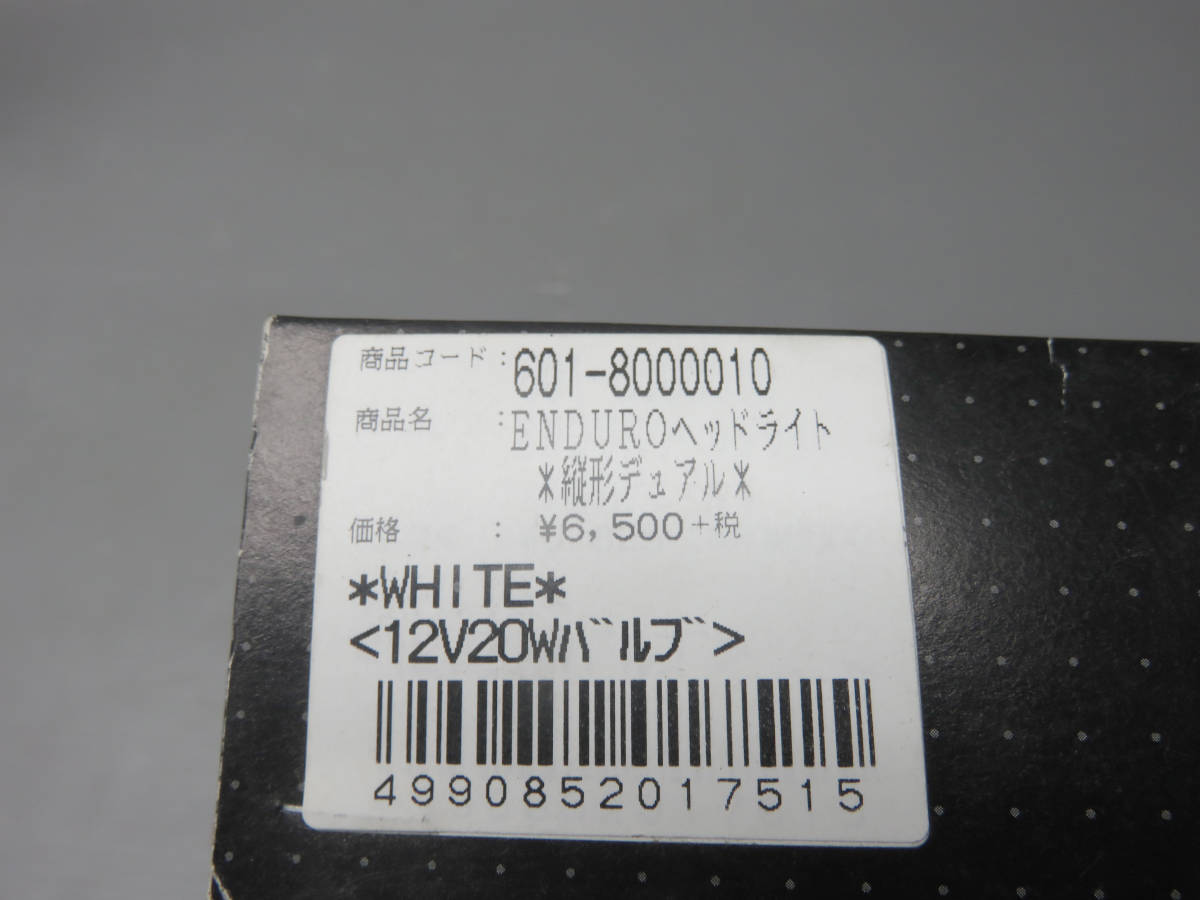 商品コード:601-8000010
商品名 :ENDUROヘッドライト
*縦形デュアル*
価格 : ¥6,500+税
*WHITE*
<12V20Wバルブ>
4990852017515